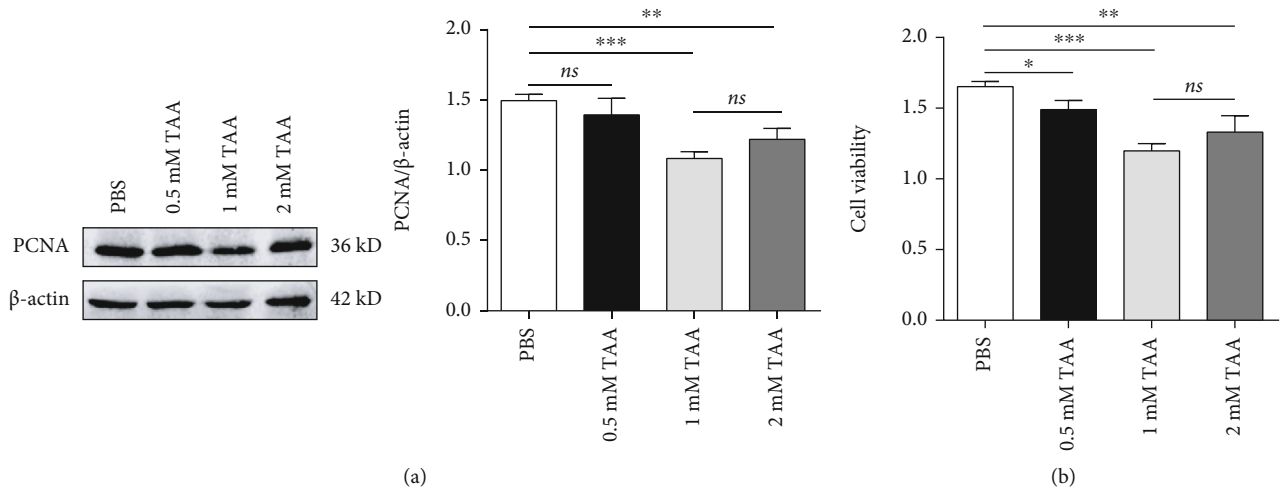 PBS
0.5 mM TAA
1 mM TAA
2 mM TAA
PCNA
36 kD
β-actin
42 kD
PCNA/β-actin
2.0
1.5
1.0
0.5
0.0
**
***
ns
ns
PBS
0.5 mM TAA
1 mM TAA
2 mM TAA
(a)
Cell viability
2.0
1.5
1.0
0.5
0.0
**
***
*
ns
PBS
0.5 mM TAA
1 mM TAA
2 mM TAA
(b)